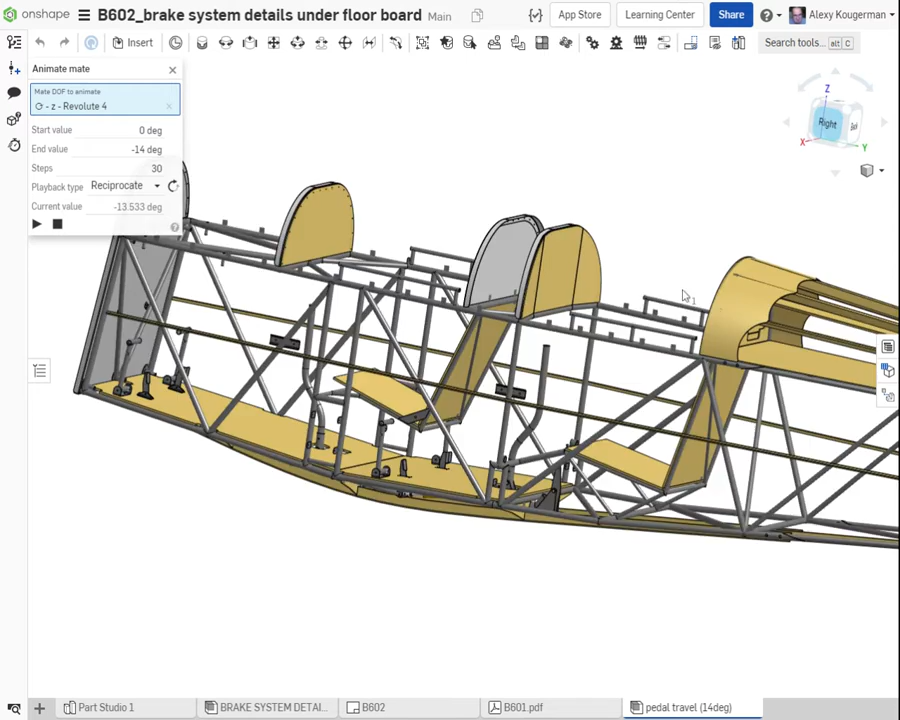 onshape
B602_brake system details under floor board Main
App Store
Learning Center
Share
Alexy Kougerman
Insert
Search tools... alt C
Animate mate
Mate DOF to animate
- z - Revolute 4
Start value 0 deg
End value -14 deg
Steps 30
Playback type Reciprocate
Current value -13.533 deg
Z
Right
Back
X
Y
1
Part Studio 1
BRAKE SYSTEM DETAI...
B602
B601.pdf
pedal travel (14deg)